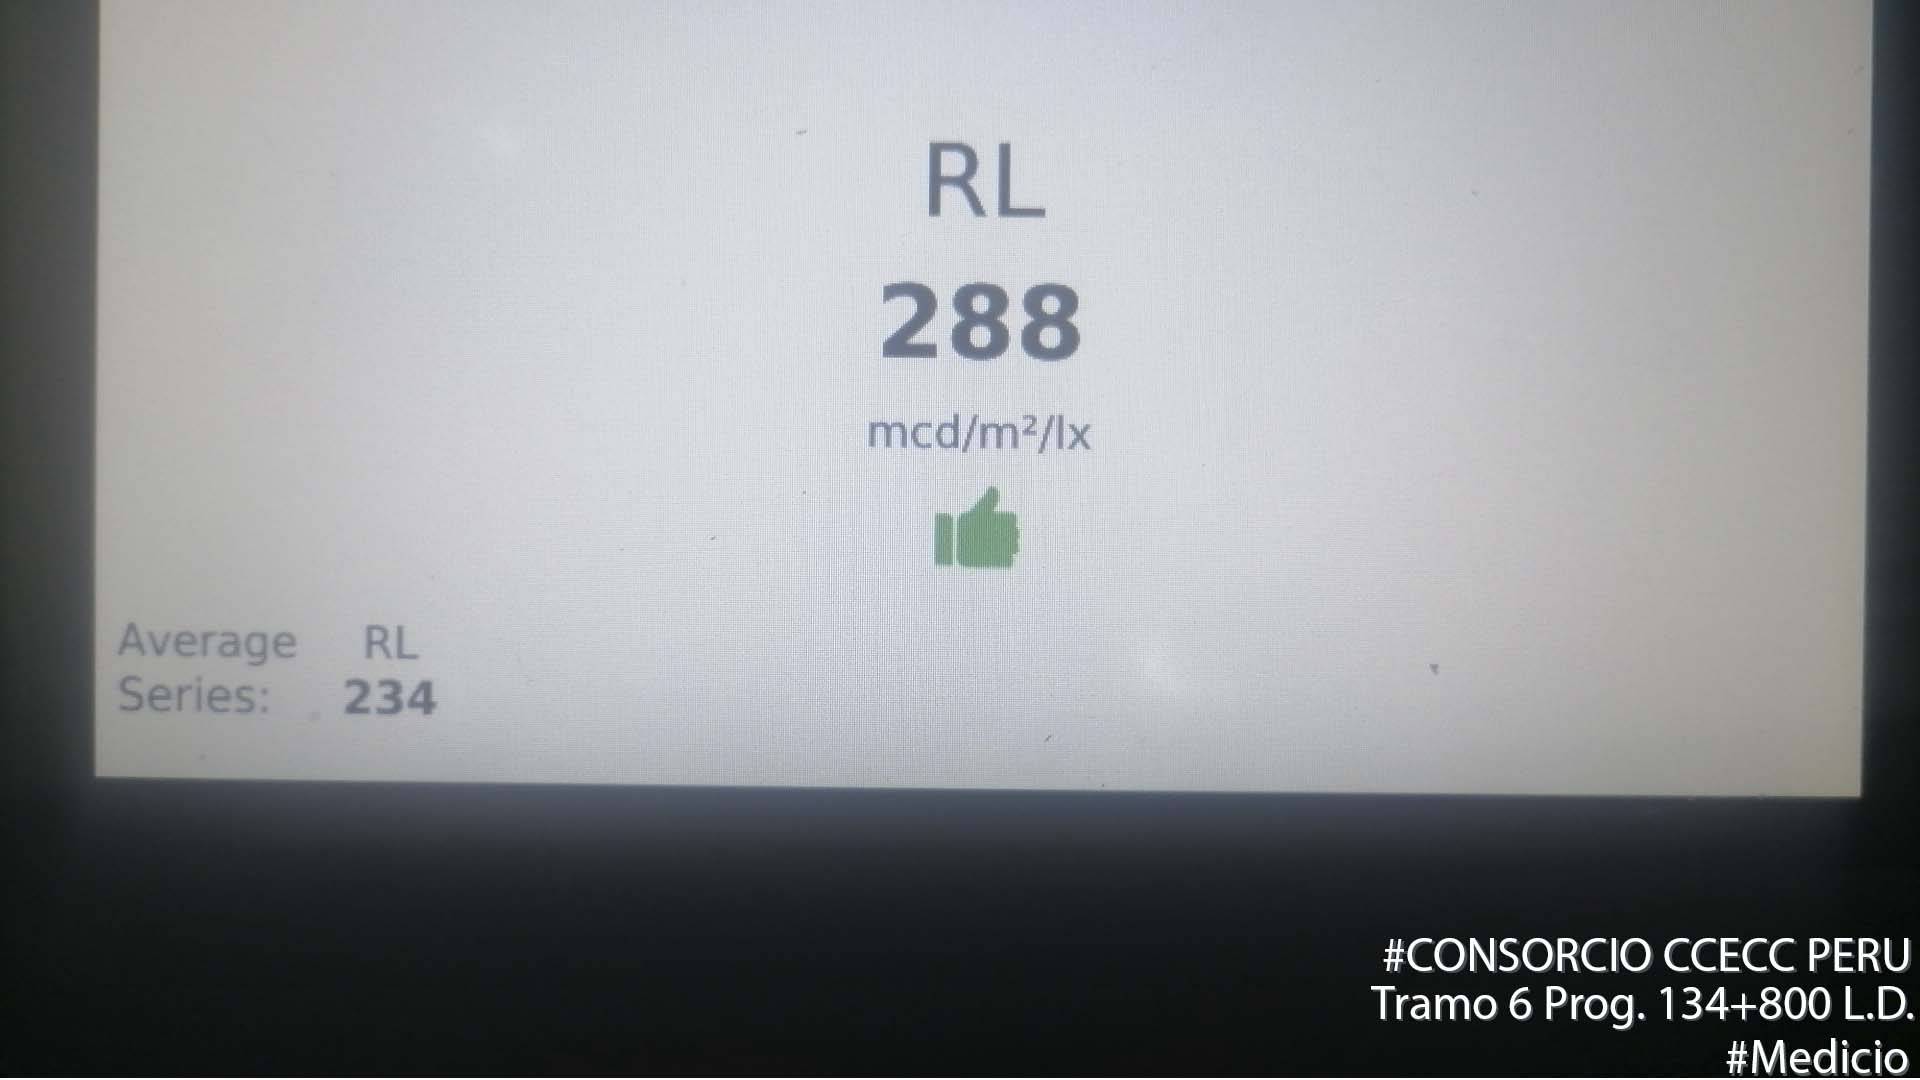 RL
288
mcd/m²/lx
Average RL
Series: 234
#CONSORCIO CCECC PERU
Tramo 6 Prog. 134+800 L.D.
#Medicio